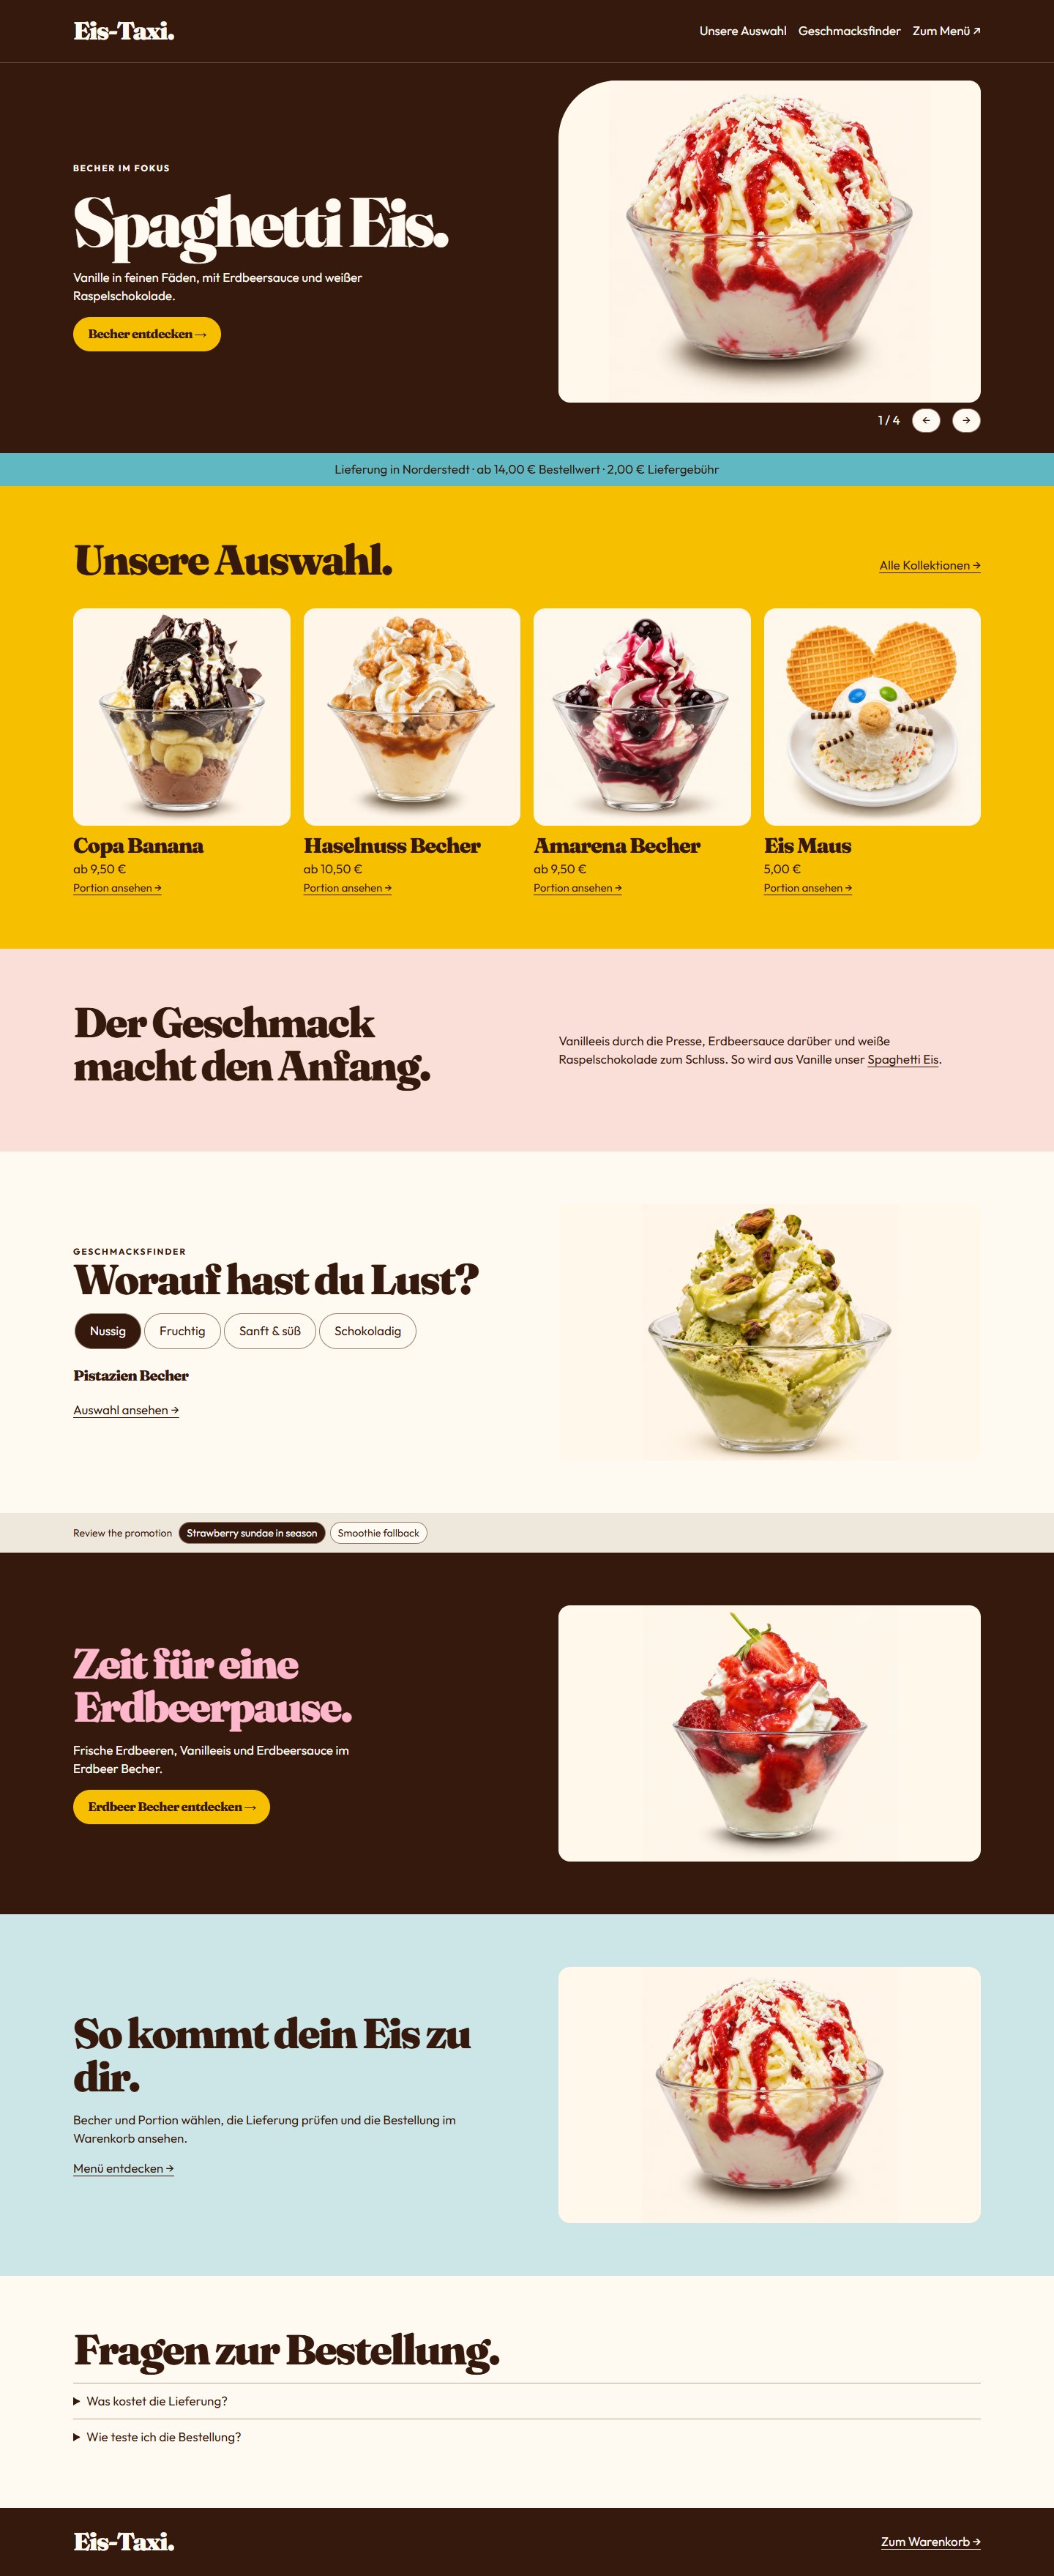 Eis-Taxi.
Unsere Auswahl Geschmacksfinder Zum Menü ↗
BECHER IM FOKUS
Spaghetti Eis.
Vanille in feinen Fäden, mit Erdbeersauce und weißer
Raspelschokolade.
Becher entdecken →
1 / 4 ← →
Lieferung in Norderstedt · ab 14,00 € Bestellwert · 2,00 € Liefergebühr
Unsere Auswahl.
Alle Kollektionen →
Copa Banana
ab 9,50 €
Portion ansehen →
Haselnuss Becher
ab 10,50 €
Portion ansehen →
Amarena Becher
ab 9,50 €
Portion ansehen →
Eis Maus
5,00 €
Portion ansehen →
Der Geschmack
macht den Anfang.
Vanilleeis durch die Presse, Erdbeersauce darüber und weiße
Raspelschokolade zum Schluss. So wird aus Vanille unser Spaghetti Eis.
GESCHMACKSFINDER
Worauf hast du Lust?
Nussig Fruchtig Sanft & süß Schokoladig
Pistazien Becher
Auswahl ansehen →
Review the promotion Strawberry sundae in season Smoothie fallback
Zeit für eine
Erdbeerpause.
Frische Erdbeeren, Vanilleeis und Erdbeersauce im
Erdbeer Becher.
Erdbeer Becher entdecken →
So kommt dein Eis zu
dir.
Becher und Portion wählen, die Lieferung prüfen und die Bestellung im
Warenkorb ansehen.
Menü entdecken →
Fragen zur Bestellung.
▶ Was kostet die Lieferung?
▶ Wie teste ich die Bestellung?
Eis-Taxi.
Zum Warenkorb →